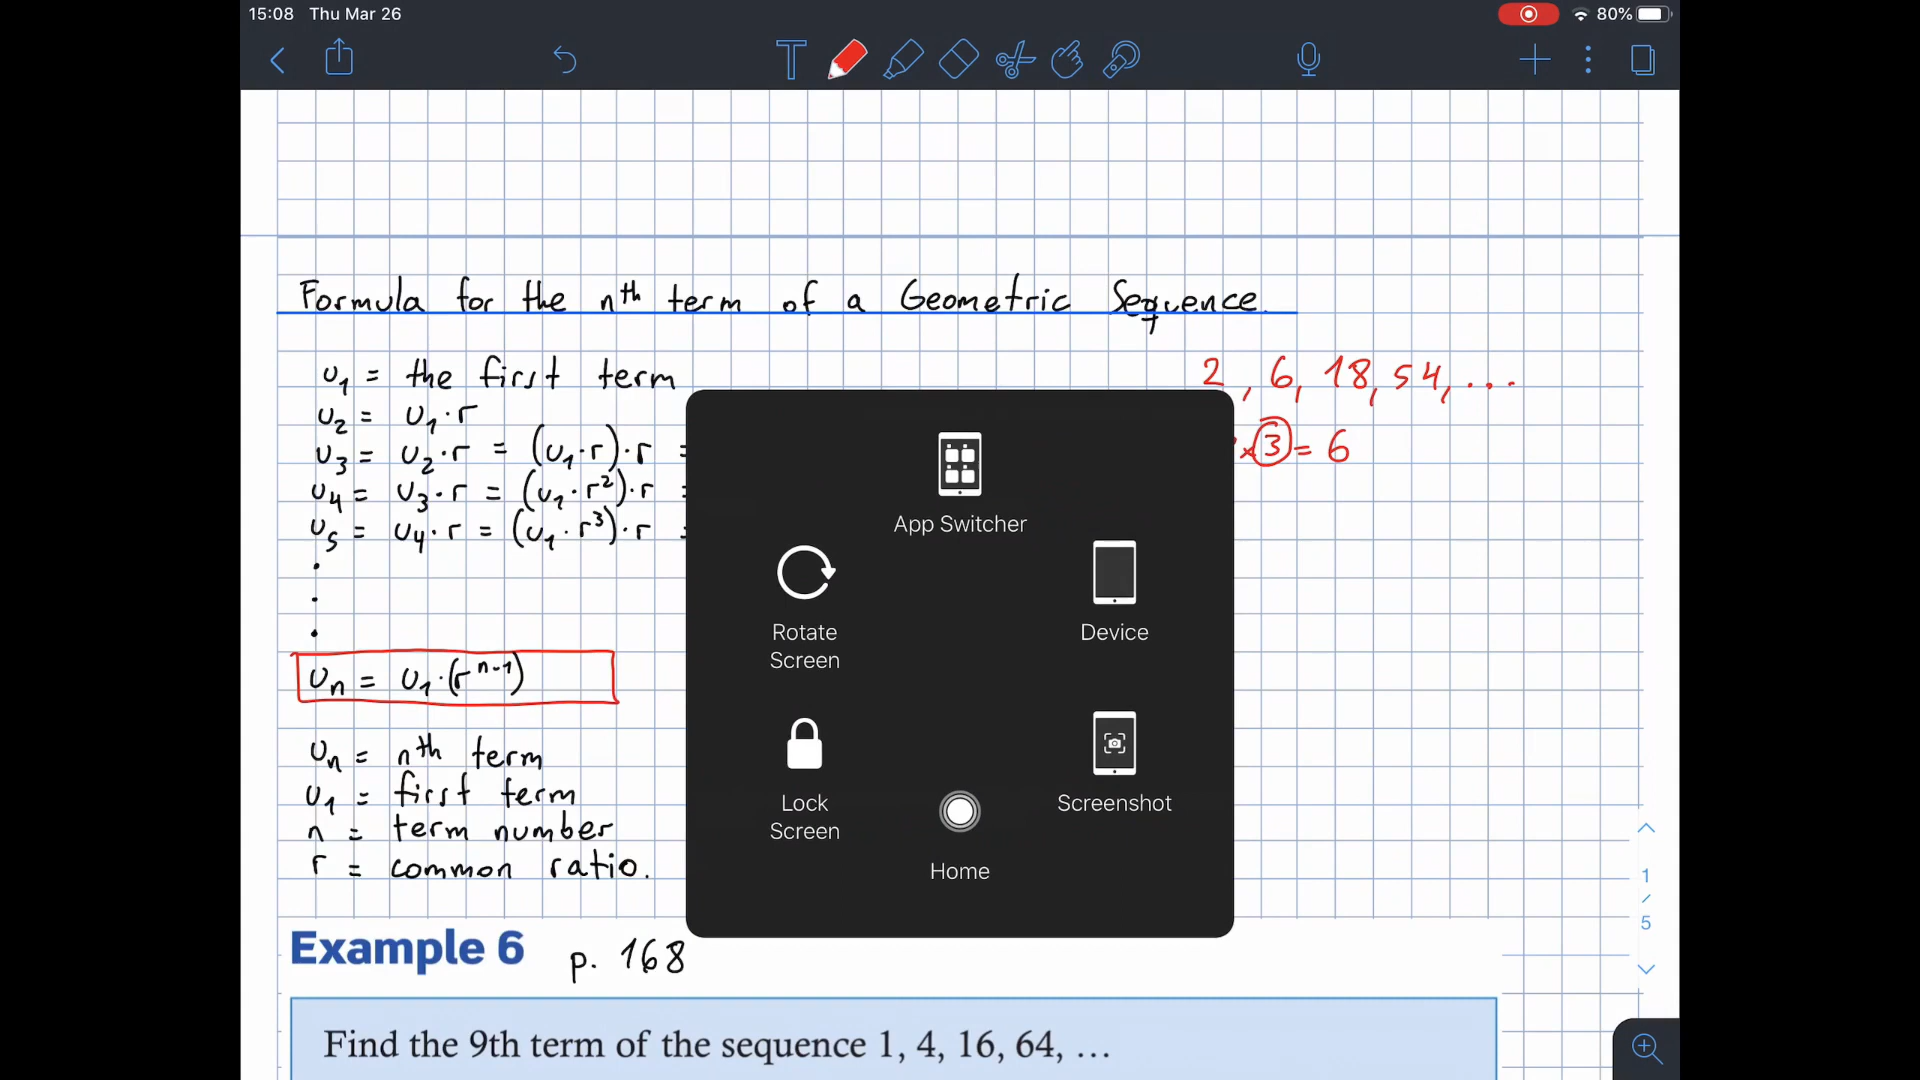 15:08 Thu Mar 26 80%
Formula for the nth term of a Geometric Sequence.
u₁ = the first term
2, 6, 18, 54, ...
u₂ = u₁·r
u₃ = u₂·r = (u₁·r)·r =
×3 = 6
u₄ = u₃·r = (u₁·r²)·r =
u₅ = u₄·r = (u₁·r³)·r =
.
.
.
uₙ = u₁·(rⁿ⁻¹)
uₙ = nth term
u₁ = first term
n = term number
r = common ratio.
App Switcher
Rotate
Screen
Device
Lock
Screen
Screenshot
Home
1
/
5
Example 6 p. 168
Find the 9th term of the sequence 1, 4, 16, 64, ...